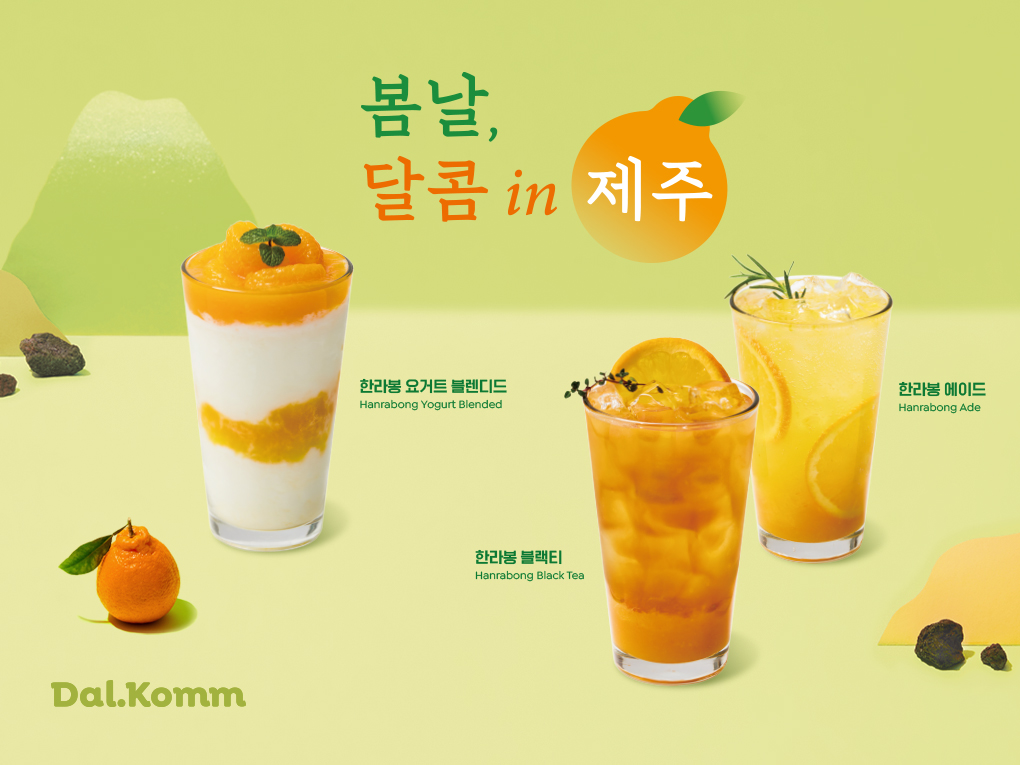 봄날,
달콤 in 제주
한라봉 요거트 블렌디드
Hanrabong Yogurt Blended
한라봉 에이드
Hanrabong Ade
한라봉 블랙티
Hanrabong Black Tea
Dal.Komm